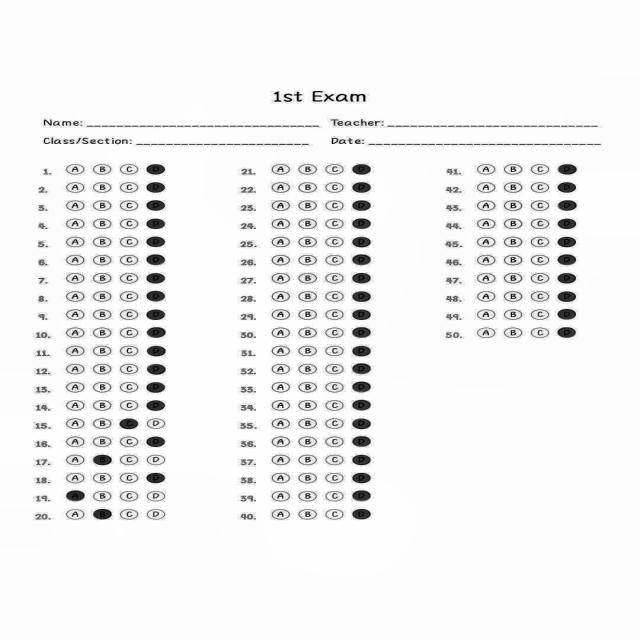 1st Exam
Name: ______________________________ Teacher: ___________________________
Class/Section: ______________________ Date: ______________________________
1. A B C D 21. A B C D 41. A B C D
2. A B C D 22. A B C D 42. A B C D
3. A B C D 23. A B C D 43. A B C D
4. A B C D 24. A B C D 44. A B C D
5. A B C D 25. A B C D 45. A B C D
6. A B C D 26. A B C D 46. A B C D
7. A B C D 27. A B C D 47. A B C D
8. A B C D 28. A B C D 48. A B C D
9. A B C D 29. A B C D 49. A B C D
10. A B C D 30. A B C D 50. A B C D
11. A B C D 31. A B C D
12. A B C D 32. A B C D
13. A B C D 33. A B C D
14. A B C D 34. A B C D
15. A B C D 35. A B C D
16. A B C D 36. A B C D
17. A B C D 37. A B C D
18. A B C D 38. A B C D
19. A B C D 39. A B C D
20. A B C D 40. A B C D